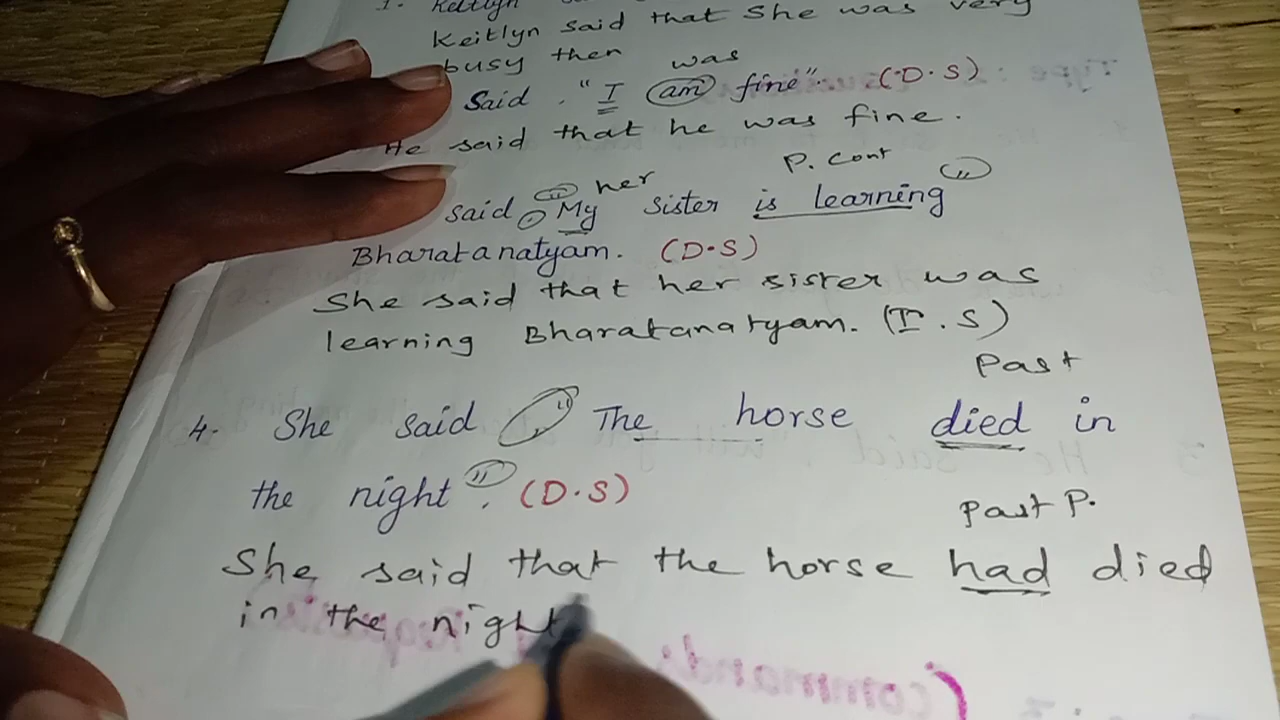 1. Keitlyn
Keitlyn said that She was very
busy then
was
Said , "I am fine". (D.S)
He said that he was fine.
her P. Cont
said , " My sister is learning "
Bharatanatyam. (D.S)
She said that her sister was
learning Bharatanatyam. (I.S)
Past
4. She said , " The horse died in
the night ". (D.S)
Past P.
She said that the horse had died
in the night